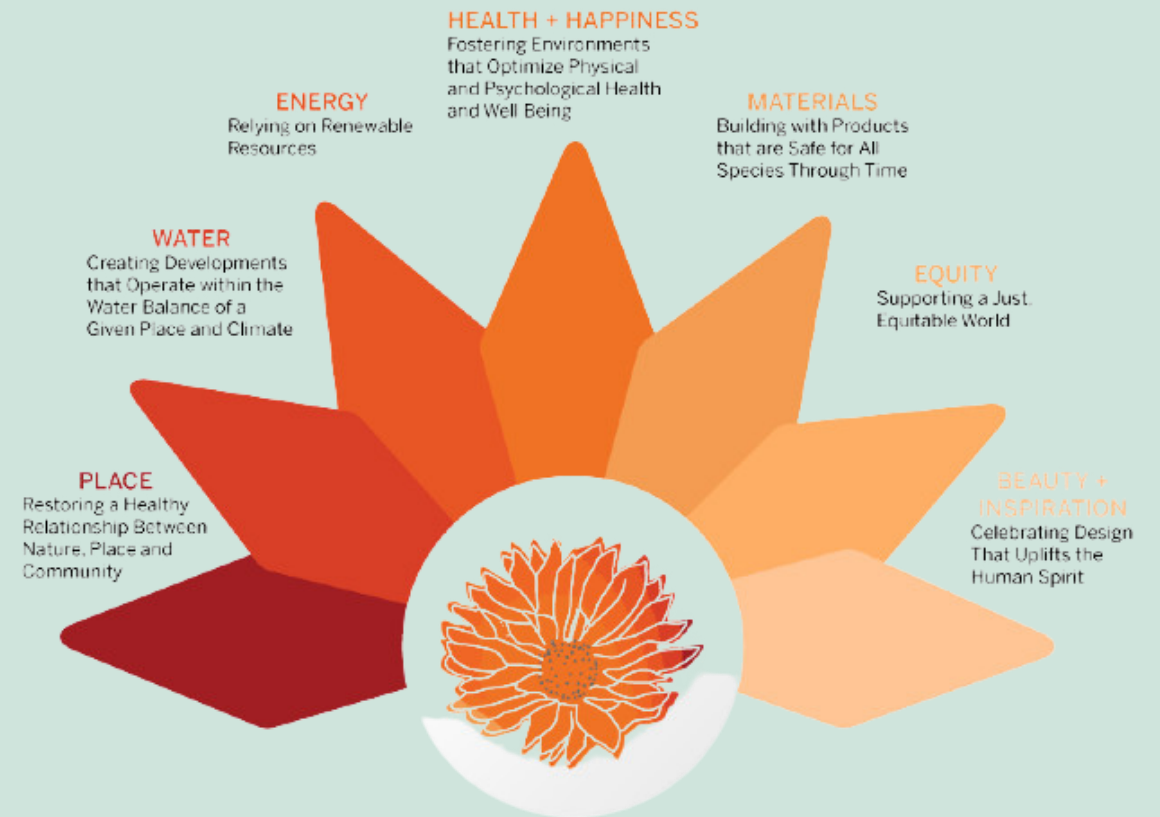 HEALTH + HAPPINESS
Fostering Environments
that Optimize Physical
and Psychological Health
and Well Being
ENERGY
Relying on Renewable
Resources
MATERIALS
Building with Products
that are Safe for All
Species Through Time
WATER
Creating Developments
that Operate within the
Water Balance of a
Given Place and Climate
EQUITY
Supporting a Just,
Equitable World
PLACE
Restoring a Healthy
Relationship Between
Nature, Place and
Community
BEAUTY +
INSPIRATION
Celebrating Design
That Uplifts the
Human Spirit